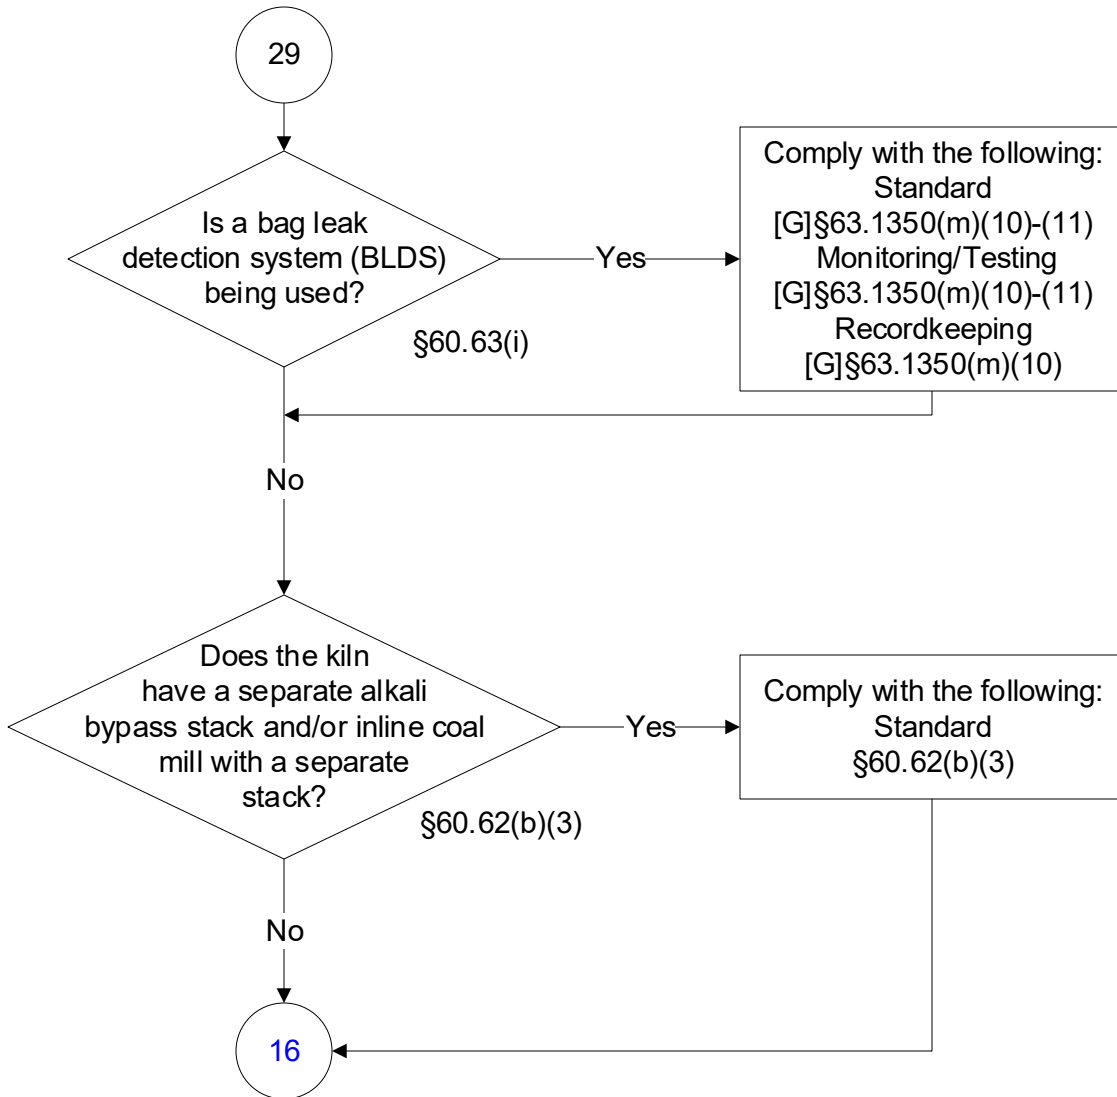 29
Is a bag leak
detection system (BLDS)
being used?
Yes
§60.63(i)
Comply with the following:
Standard
[G]§63.1350(m)(10)-(11)
Monitoring/Testing
[G]§63.1350(m)(10)-(11)
Recordkeeping
[G]§63.1350(m)(10)
No
Does the kiln
have a separate alkali
bypass stack and/or inline coal
mill with a separate
stack?
Yes
§60.62(b)(3)
Comply with the following:
Standard
§60.62(b)(3)
No
16